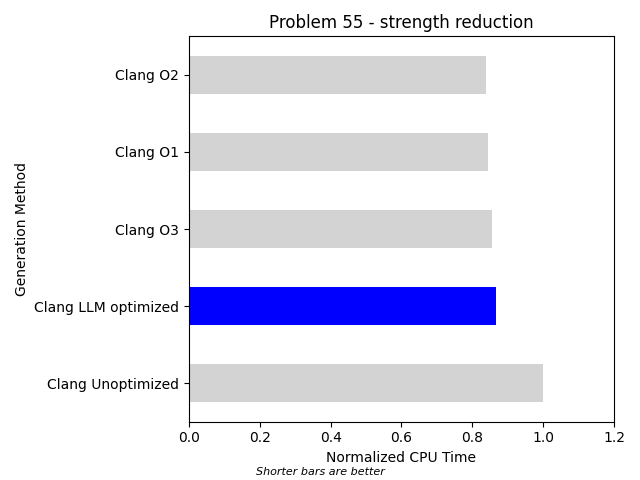 Problem 55 - strength reduction
Generation Method
Clang O2
Clang O1
Clang O3
Clang LLM optimized
Clang Unoptimized
0.0 0.2 0.4 0.6 0.8 1.0 1.2
Normalized CPU Time
Shorter bars are better